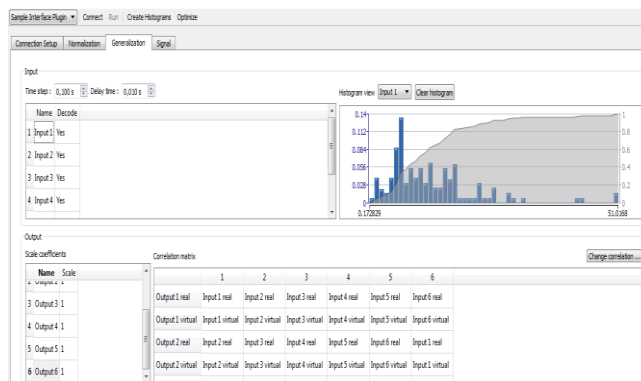 Sample Interface Plugin Connect Run Create Histograms Optimize
Connection Setup Normalization Generalization Signal
Input
Time step: 0,100 s Delay time: 0,010 s
Histogram view Input 1 Clear histogram
Name Decode
1 Input 1 Yes
2 Input 2 Yes
3 Input 3 Yes
4 Input 4 Yes
0.14
0.112
0.084
0.056
0.028
0
1
0.8
0.6
0.4
0.2
0
0.172829 51.0168
Output
Scale coefficients
Correlation matrix
Change correlation ...
Name Scale
2 Output 2 1
3 Output 3 1
4 Output 4 1
5 Output 5 1
6 Output 6 1
1 2 3 4 5 6
Output 1 real Input 1 real Input 2 real Input 3 real Input 4 real Input 5 real Input 6 real
Output 1 virtual Input 1 virtual Input 2 virtual Input 3 virtual Input 4 virtual Input 5 virtual Input 6 virtual
Output 2 real Input 2 real Input 3 real Input 4 real Input 5 real Input 6 real Input 1 real
Output 2 virtual Input 2 virtual Input 3 virtual Input 4 virtual Input 5 virtual Input 6 virtual Input 1 virtual